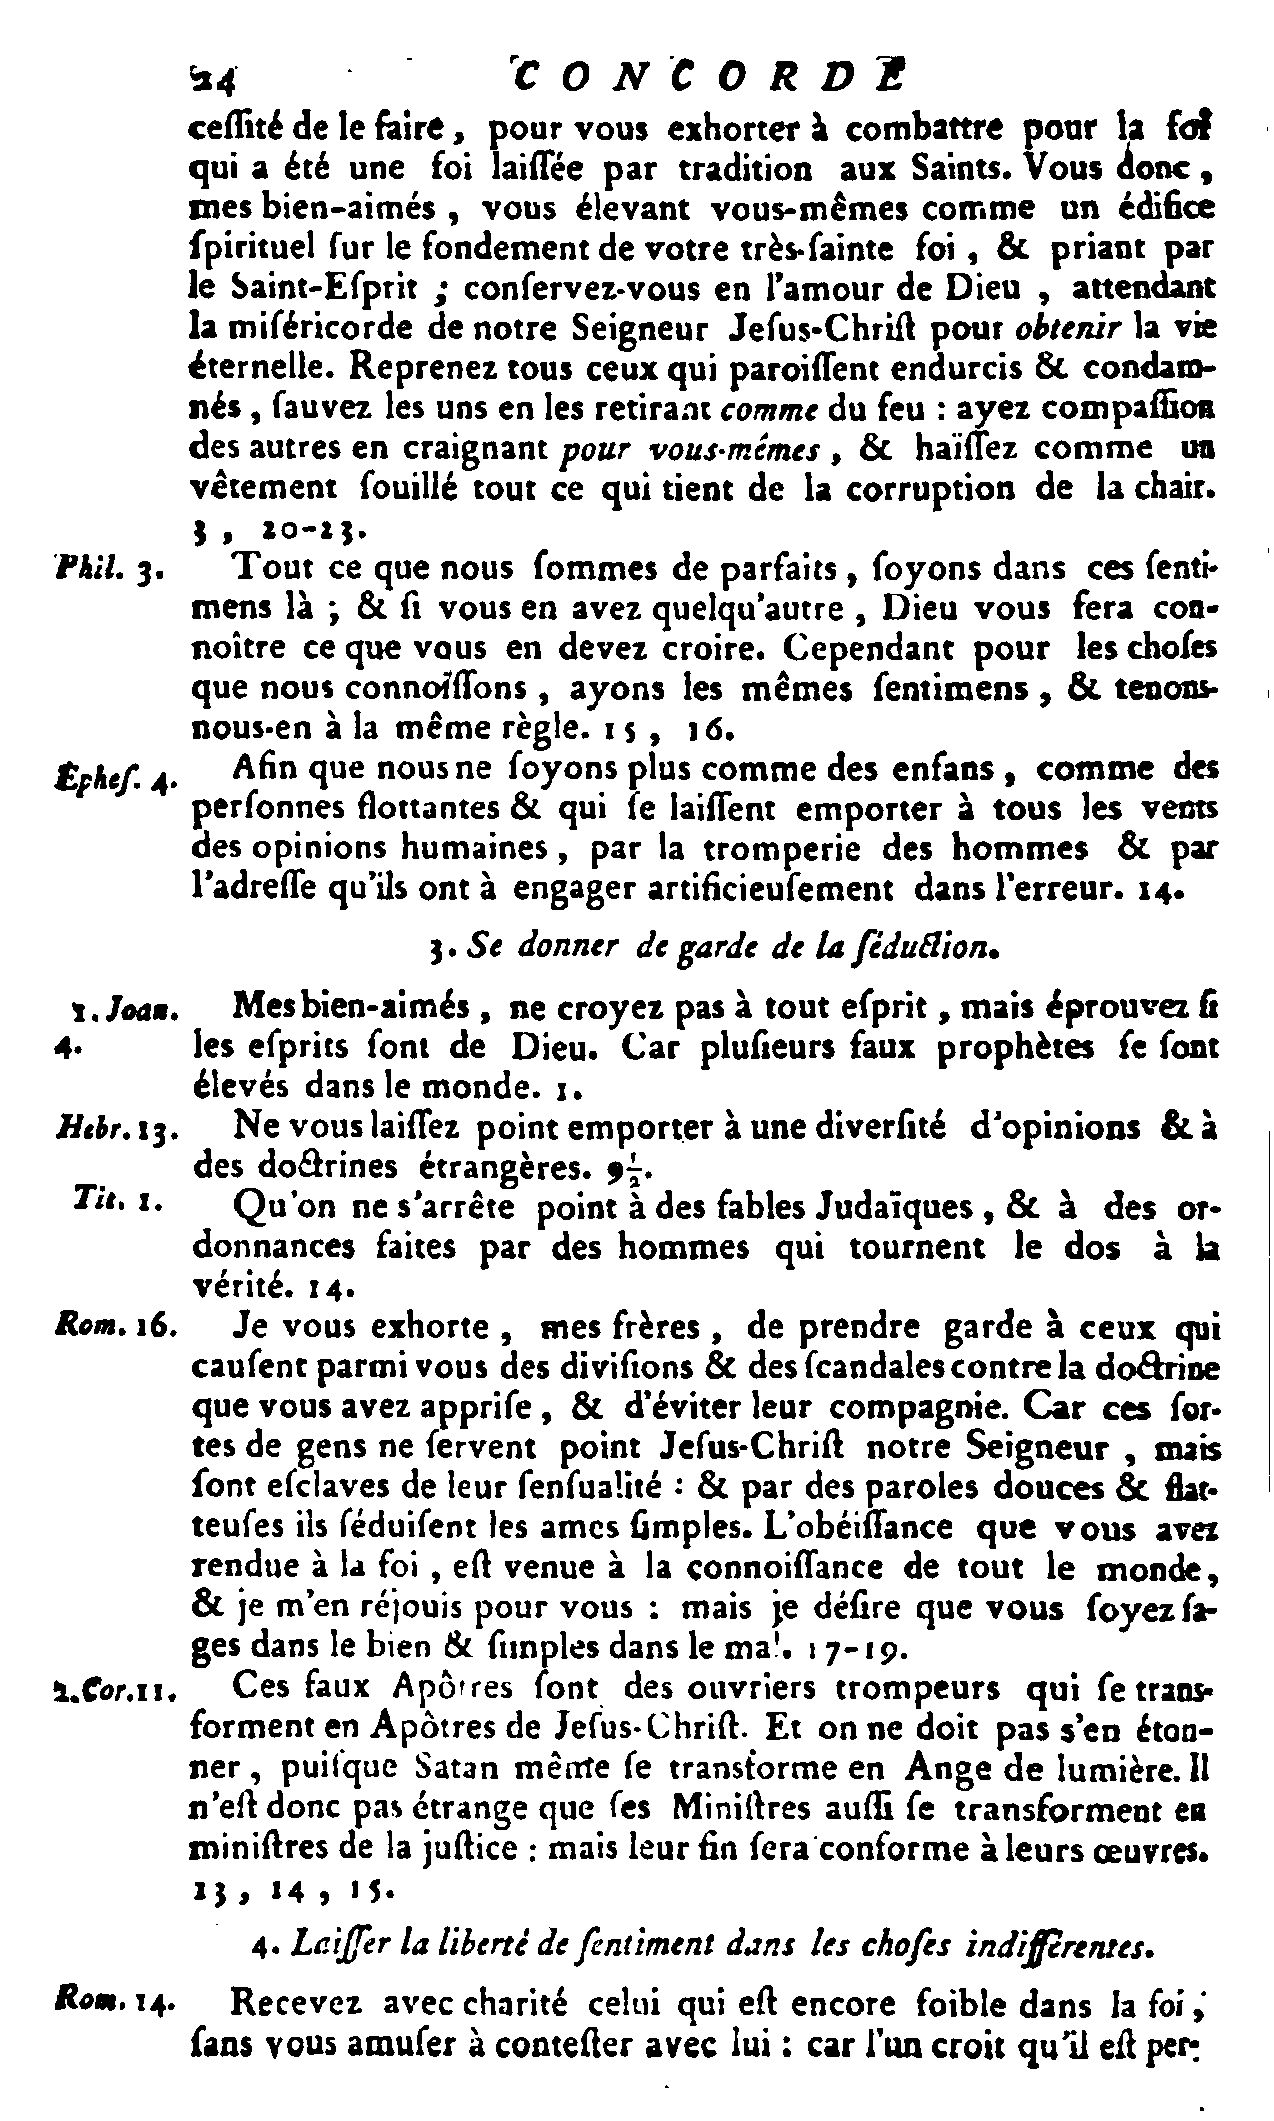 24 CONCORDE
ceſſité de le faire, pour vous exhorter à combattre pour la foi
qui a été une foi laiſſée par tradition aux Saints. Vous donc,
mes bien-aimés, vous élevant vous-mêmes comme un édifice
ſpirituel ſur le fondement de votre très-ſainte foi, & priant par
le Saint-Eſprit ; conſervez-vous en l'amour de Dieu, attendant
la miſéricorde de notre Seigneur Jeſus-Chriſt pour obtenir la vie
éternelle. Reprenez tous ceux qui paroiſſent endurcis & condam-
nés, ſauvez les uns en les retirant comme du feu : ayez compaſſion
des autres en craignant pour vous-mêmes, & haïſſez comme un
vêtement ſouillé tout ce qui tient de la corruption de la chair.
3, 20-23.
Phil. 3. Tout ce que nous ſommes de parfaits, ſoyons dans ces ſenti-
mens là ; & ſi vous en avez quelqu'autre, Dieu vous fera con-
noître ce que vous en devez croire. Cependant pour les choſes
que nous connoiſſons, ayons les mêmes ſentimens, & tenons-
nous-en à la même règle. 15, 16.
Epheſ. 4. Afin que nous ne ſoyons plus comme des enfans, comme des
perſonnes flottantes & qui ſe laiſſent emporter à tous les vents
des opinions humaines, par la tromperie des hommes & par
l'adreſſe qu'ils ont à engager artificieuſement dans l'erreur. 14.
3. Se donner de garde de la ſéduction.
1. Joan. Mes bien-aimés, ne croyez pas à tout eſprit, mais éprouvez ſi
4. les eſprits ſont de Dieu. Car pluſieurs faux prophètes ſe ſont
élevés dans le monde. 1.
Hebr. 13. Ne vous laiſſez point emporter à une diverſité d'opinions & à
des doctrines étrangères. 9½.
Tit. 1. Qu'on ne s'arrête point à des fables Judaïques, & à des or-
donnances faites par des hommes qui tournent le dos à la
vérité. 14.
Rom. 16. Je vous exhorte, mes frères, de prendre garde à ceux qui
cauſent parmi vous des diviſions & des ſcandales contre la doctrine
que vous avez appriſe, & d'éviter leur compagnie. Car ces ſor-
tes de gens ne ſervent point Jeſus-Chriſt notre Seigneur, mais
ſont eſclaves de leur ſenſualité : & par des paroles douces & flat-
teuſes ils ſéduiſent les ames ſimples. L'obéiſſance que vous avez
rendue à la foi, eſt venue à la connoiſſance de tout le monde,
& je m'en réjouis pour vous : mais je déſire que vous ſoyez ſa-
ges dans le bien & ſimples dans le mal. 17-19.
2. Cor. 11. Ces faux Apôtres ſont des ouvriers trompeurs qui ſe trans-
forment en Apôtres de Jeſus-Chriſt. Et on ne doit pas s'en éton-
ner, puiſque Satan même ſe transforme en Ange de lumière. Il
n'eſt donc pas étrange que ſes Miniſtres auſſi ſe transforment en
miniſtres de la juſtice : mais leur fin ſera conforme à leurs œuvres.
13, 14, 15.
4. Laiſſer la liberté de ſentiment dans les choſes indifférentes.
Rom. 14. Recevez avec charité celui qui eſt encore foible dans la foi,
ſans vous amuſer à conteſter avec lui : car l'un croit qu'il eſt per-